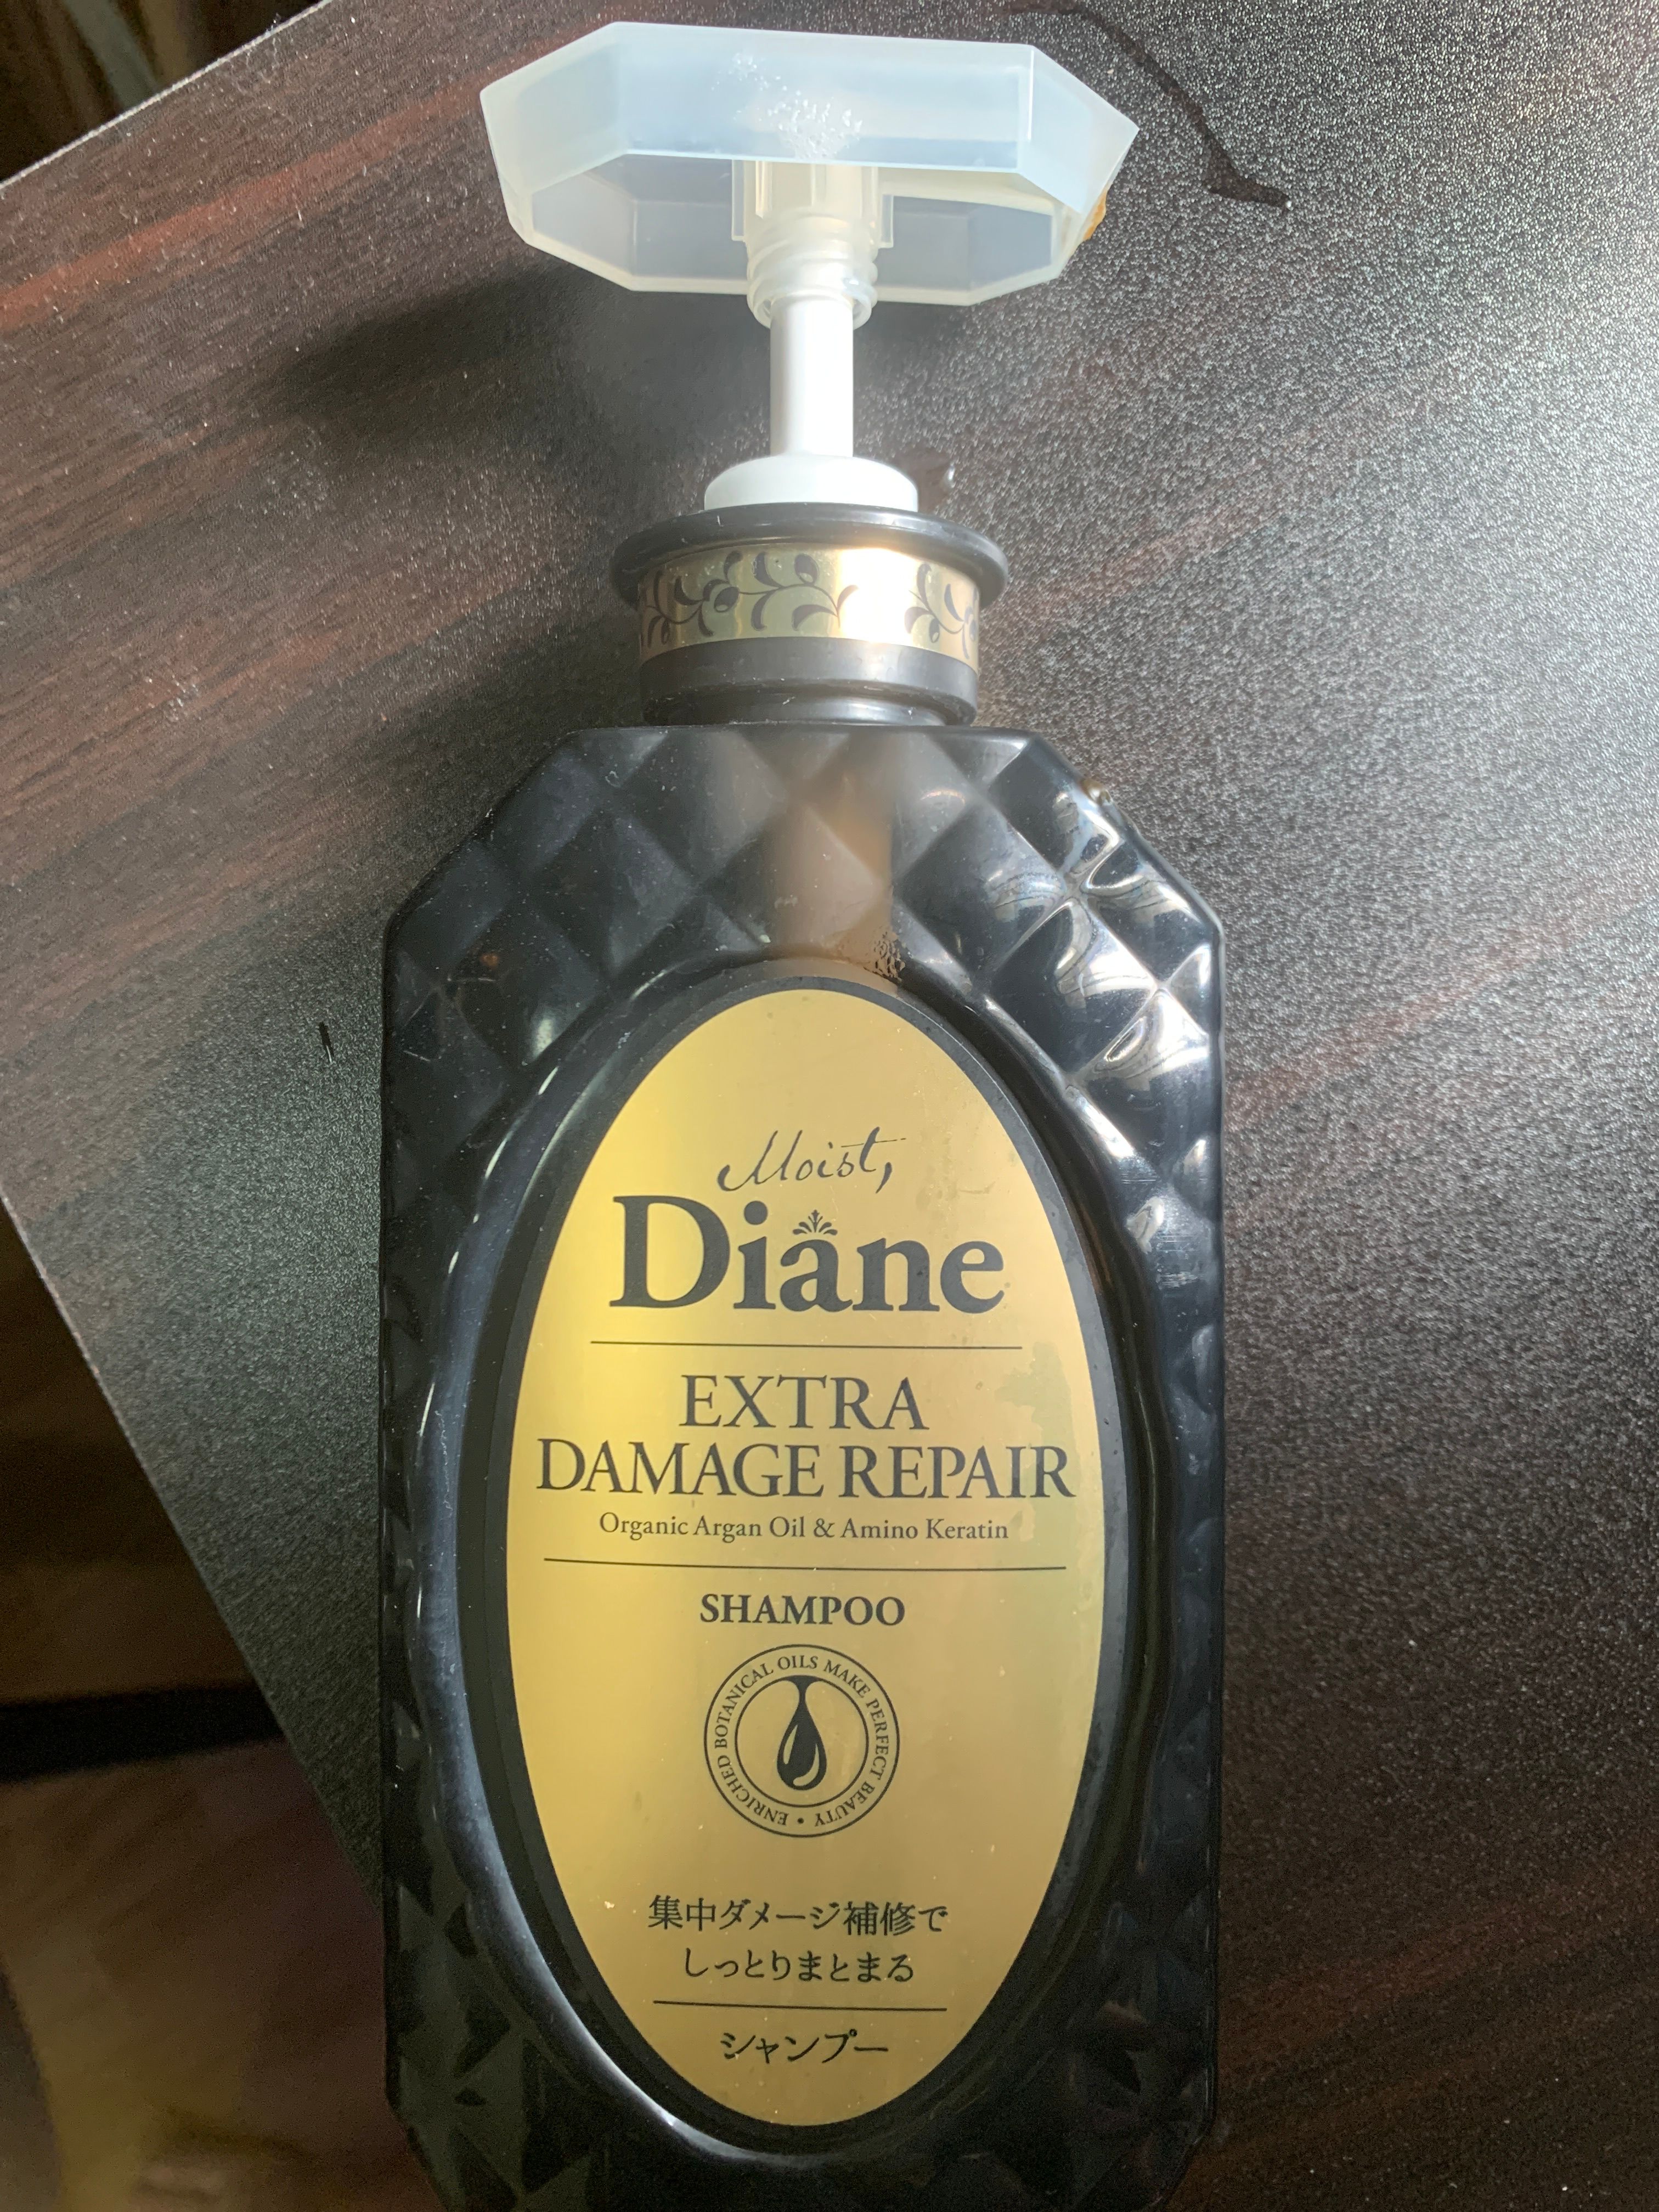 Moist,
Diane
EXTRA
DAMAGE REPAIR
Organic Argan Oil & Amino Keratin
SHAMPOO
ENRICHED BOTANICAL OILS MAKE PERFECT BEAUTY •
集中ダメージ補修で
しっとりまとまる
シャンプー